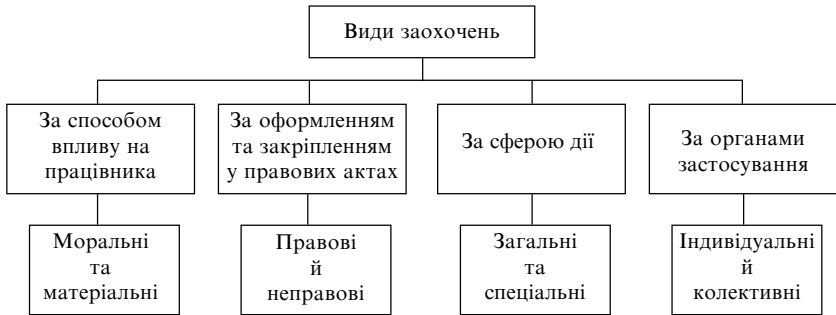 Види заохочень
За способом
впливу на
працівника
За оформленням
та закріпленням
у правових актах
За сферою дії
За органами
застосування
Моральні
та
матеріальні
Правові
й
неправові
Загальні
та
спеціальні
Індивідуальні
й
колективні